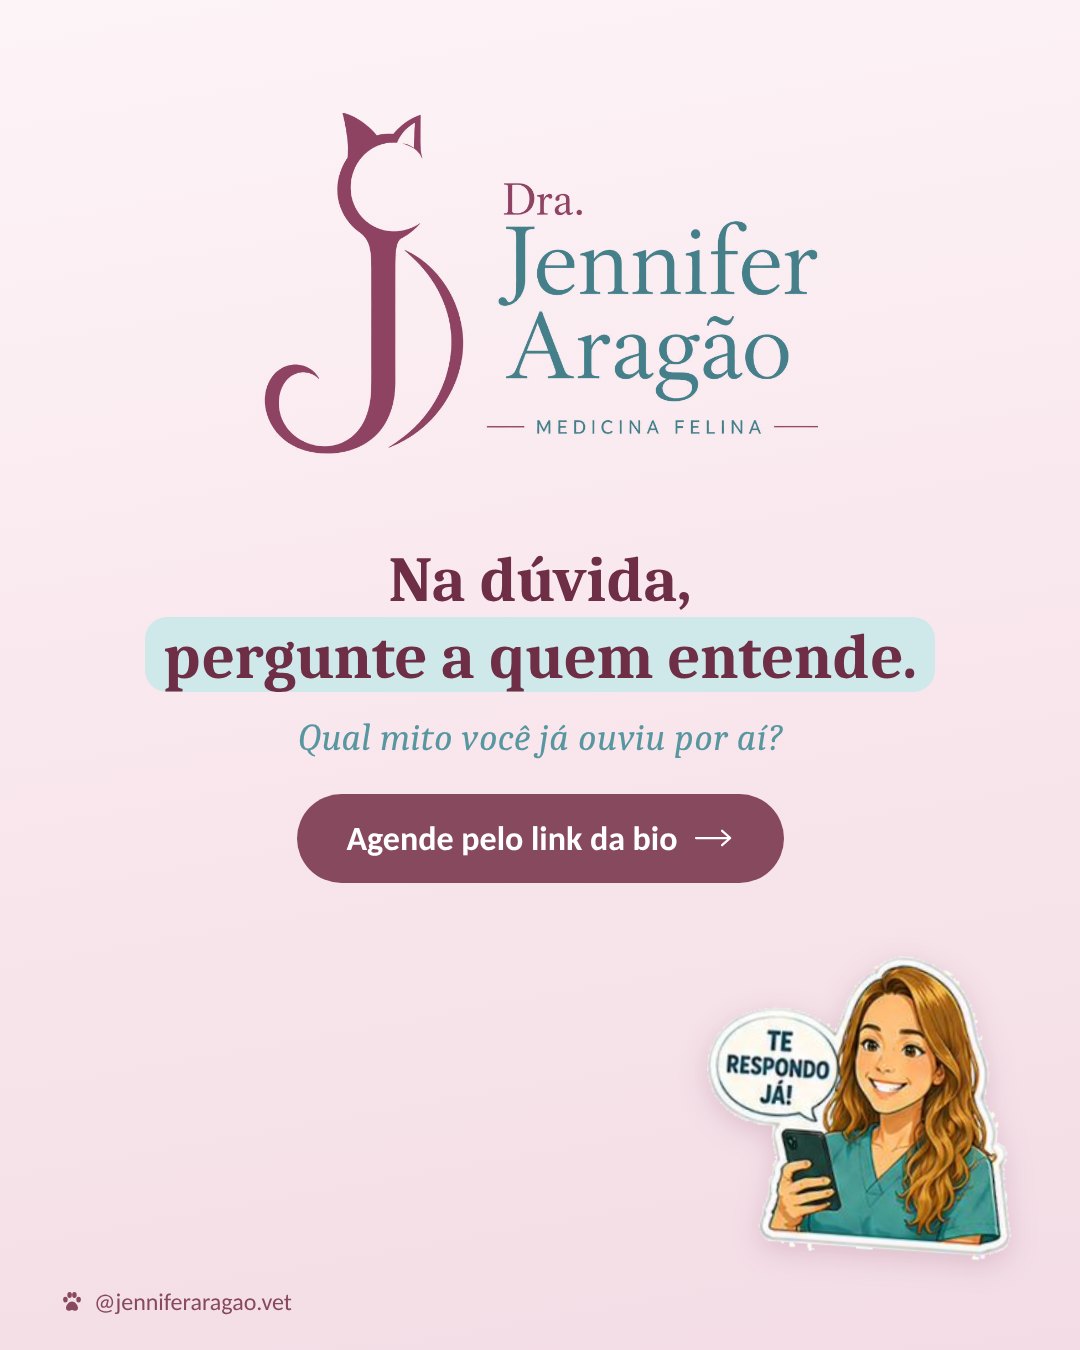 Dra.
Jennifer
Aragão
MEDICINA FELINA
Na dúvida,
pergunte a quem entende.
Qual mito você já ouviu por aí?
Agende pelo link da bio →
TE
RESPONDO
JÁ!
@jenniferaragao.vet